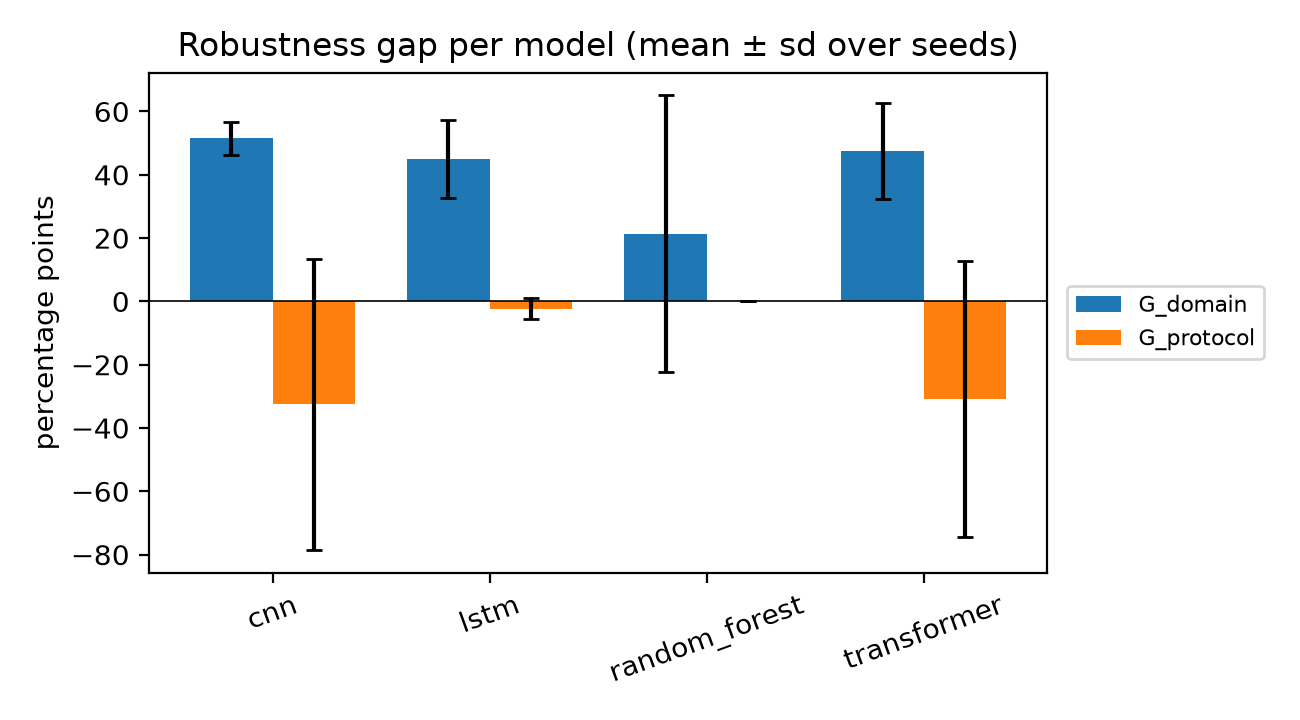 Robustness gap per model (mean ± sd over seeds)
percentage points
60
40
20
0
−20
−40
−60
−80
cnn
lstm
random_forest
transformer
G_domain
G_protocol